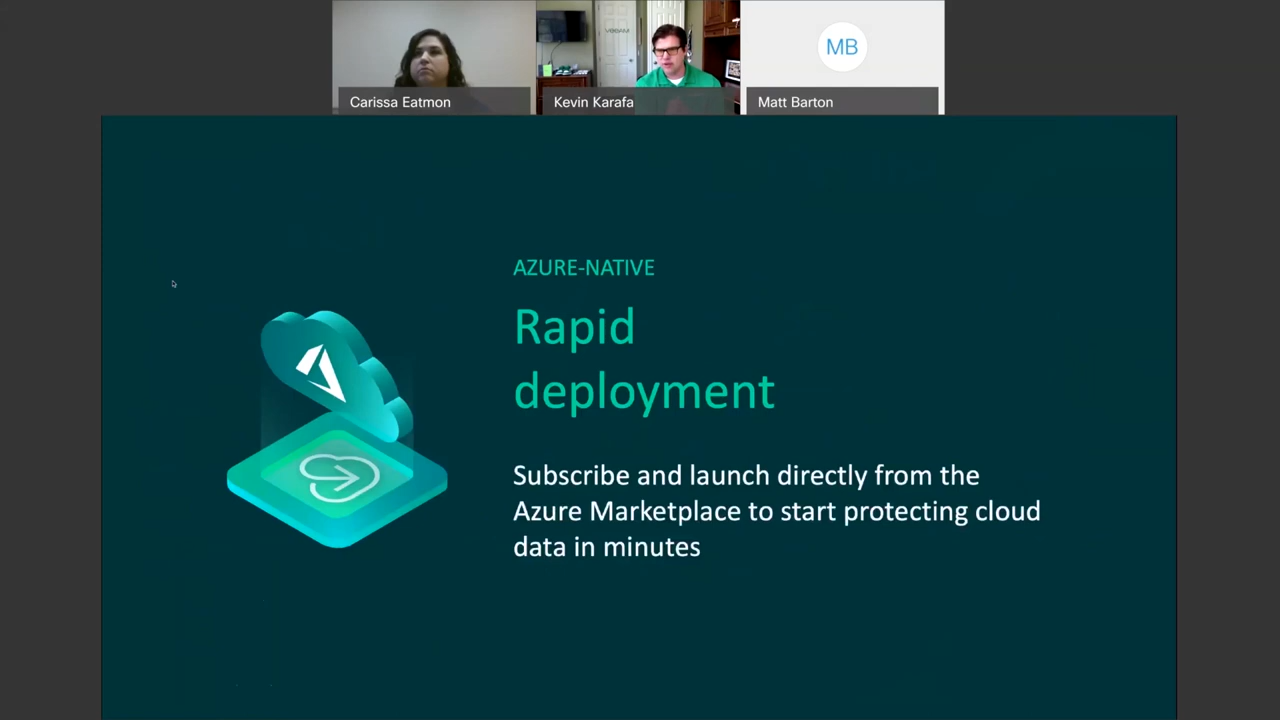 VEEAM
MB
Carissa Eatmon
Kevin Karafa
Matt Barton
AZURE-NATIVE
Rapid
deployment
Subscribe and launch directly from the
Azure Marketplace to start protecting cloud
data in minutes